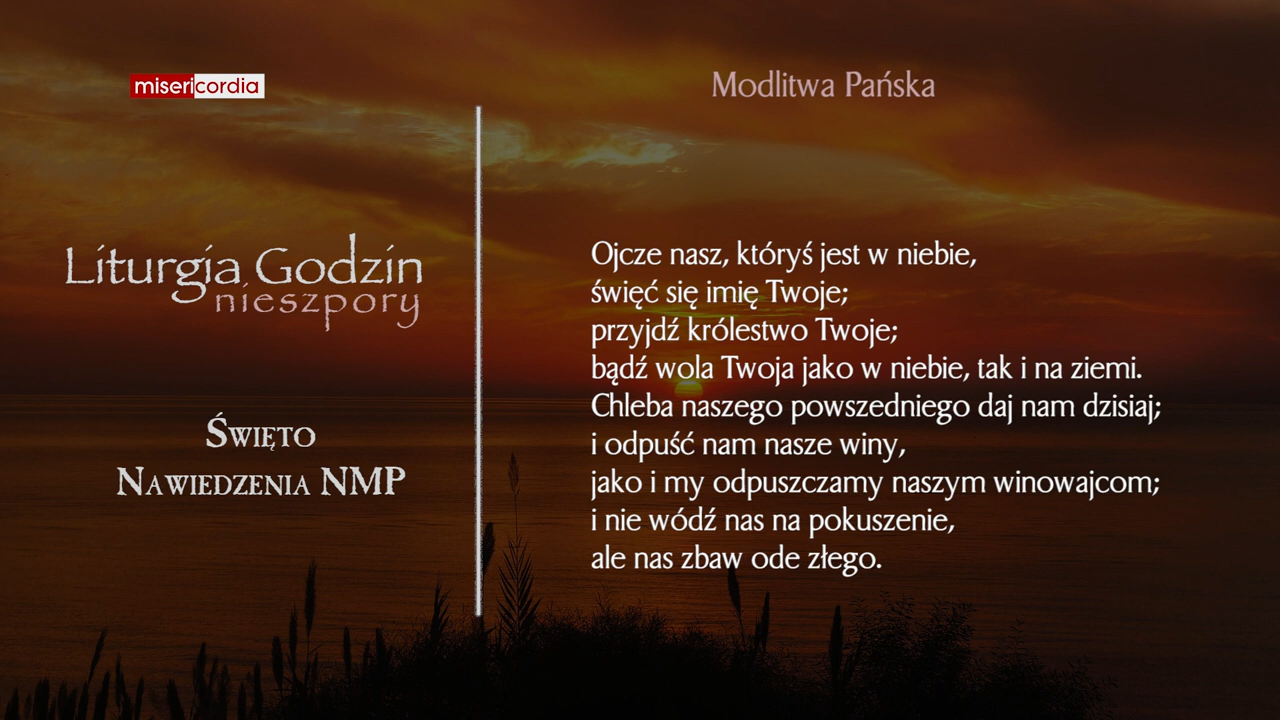 misericordia
Liturgia Godzin
nieszpory
Święto
Nawiedzenia NMP
Modlitwa Pańska
Ojcze nasz, któryś jest w niebie,
święć się imię Twoje;
przyjdź królestwo Twoje;
bądź wola Twoja jako w niebie, tak i na ziemi.
Chleba naszego powszedniego daj nam dzisiaj;
i odpuść nam nasze winy,
jako i my odpuszczamy naszym winowajcom;
i nie wódź nas na pokuszenie,
ale nas zbaw ode złego.